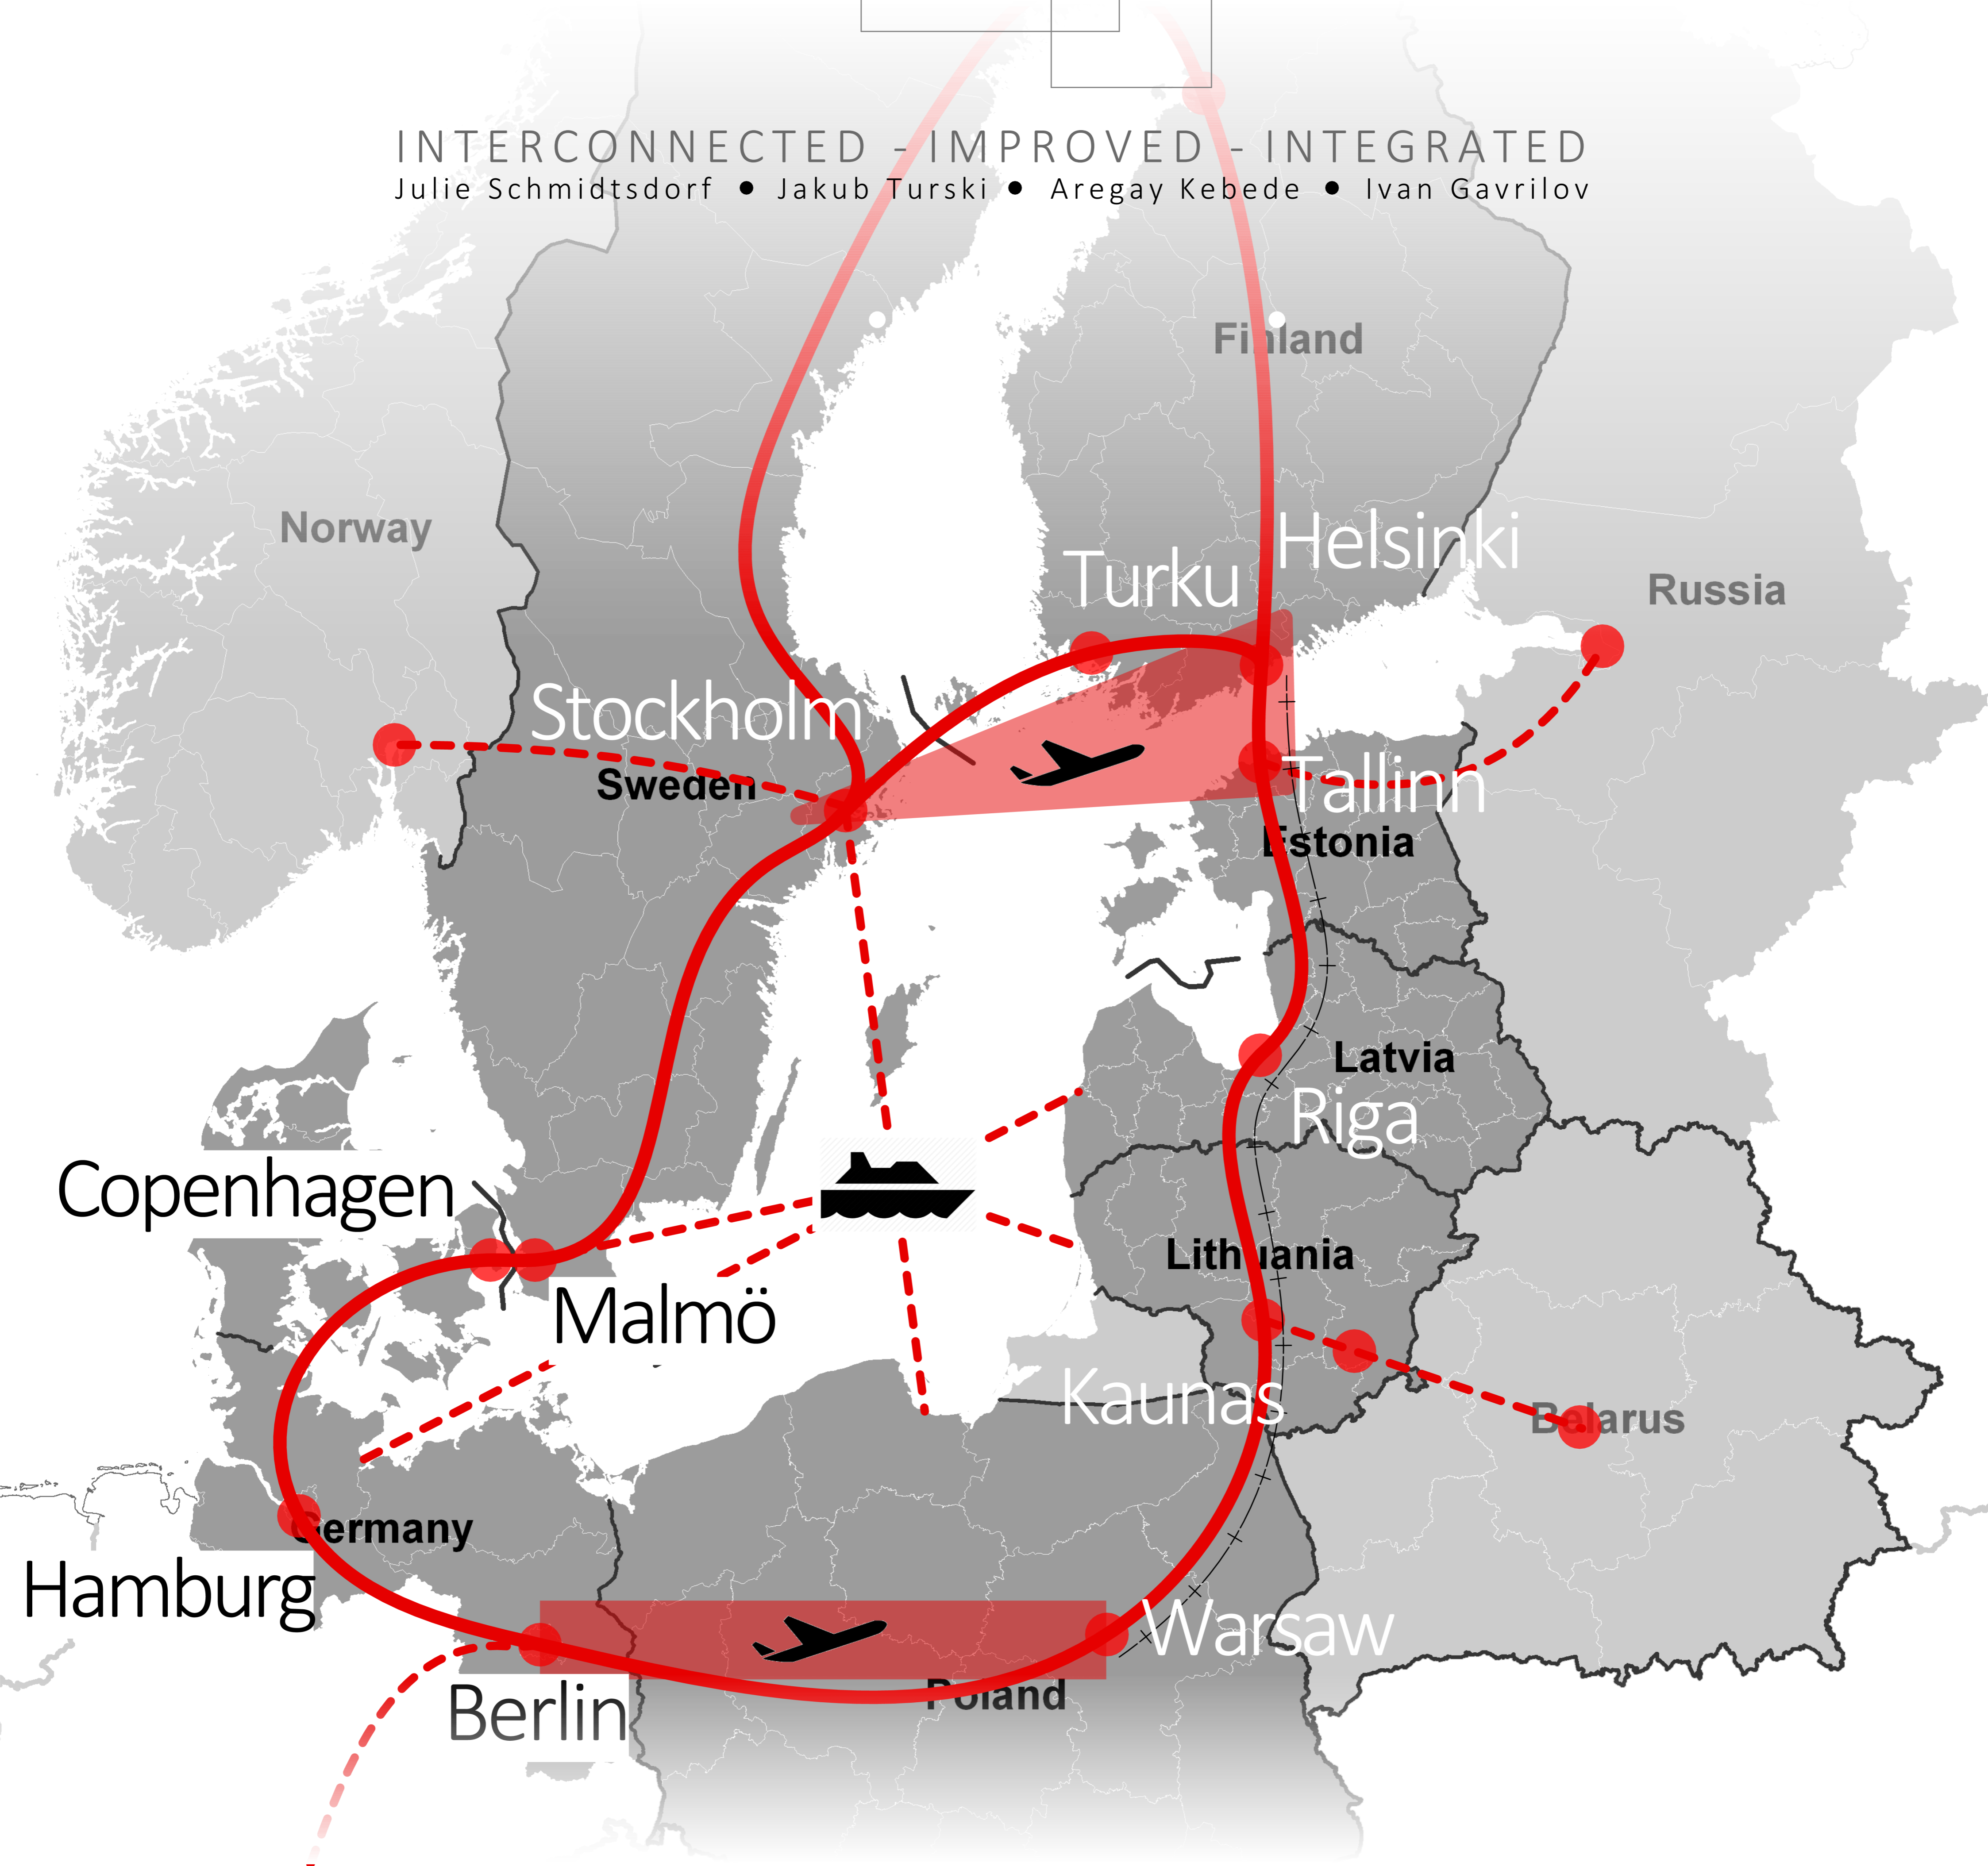 INTERCONNECTED - IMPROVED - INTEGRATED
Julie Schmidtsdorf • Jakub Turski • Aregay Kebede • Ivan Gavrilov
Finland
Norway
Helsinki
Turku
Russia
Stockholm
Sweden
Tallinn
Estonia
Latvia
Riga
Copenhagen
Lithuania
Malmö
Kaunas
Belarus
Germany
Hamburg
Warsaw
Poland
Berlin